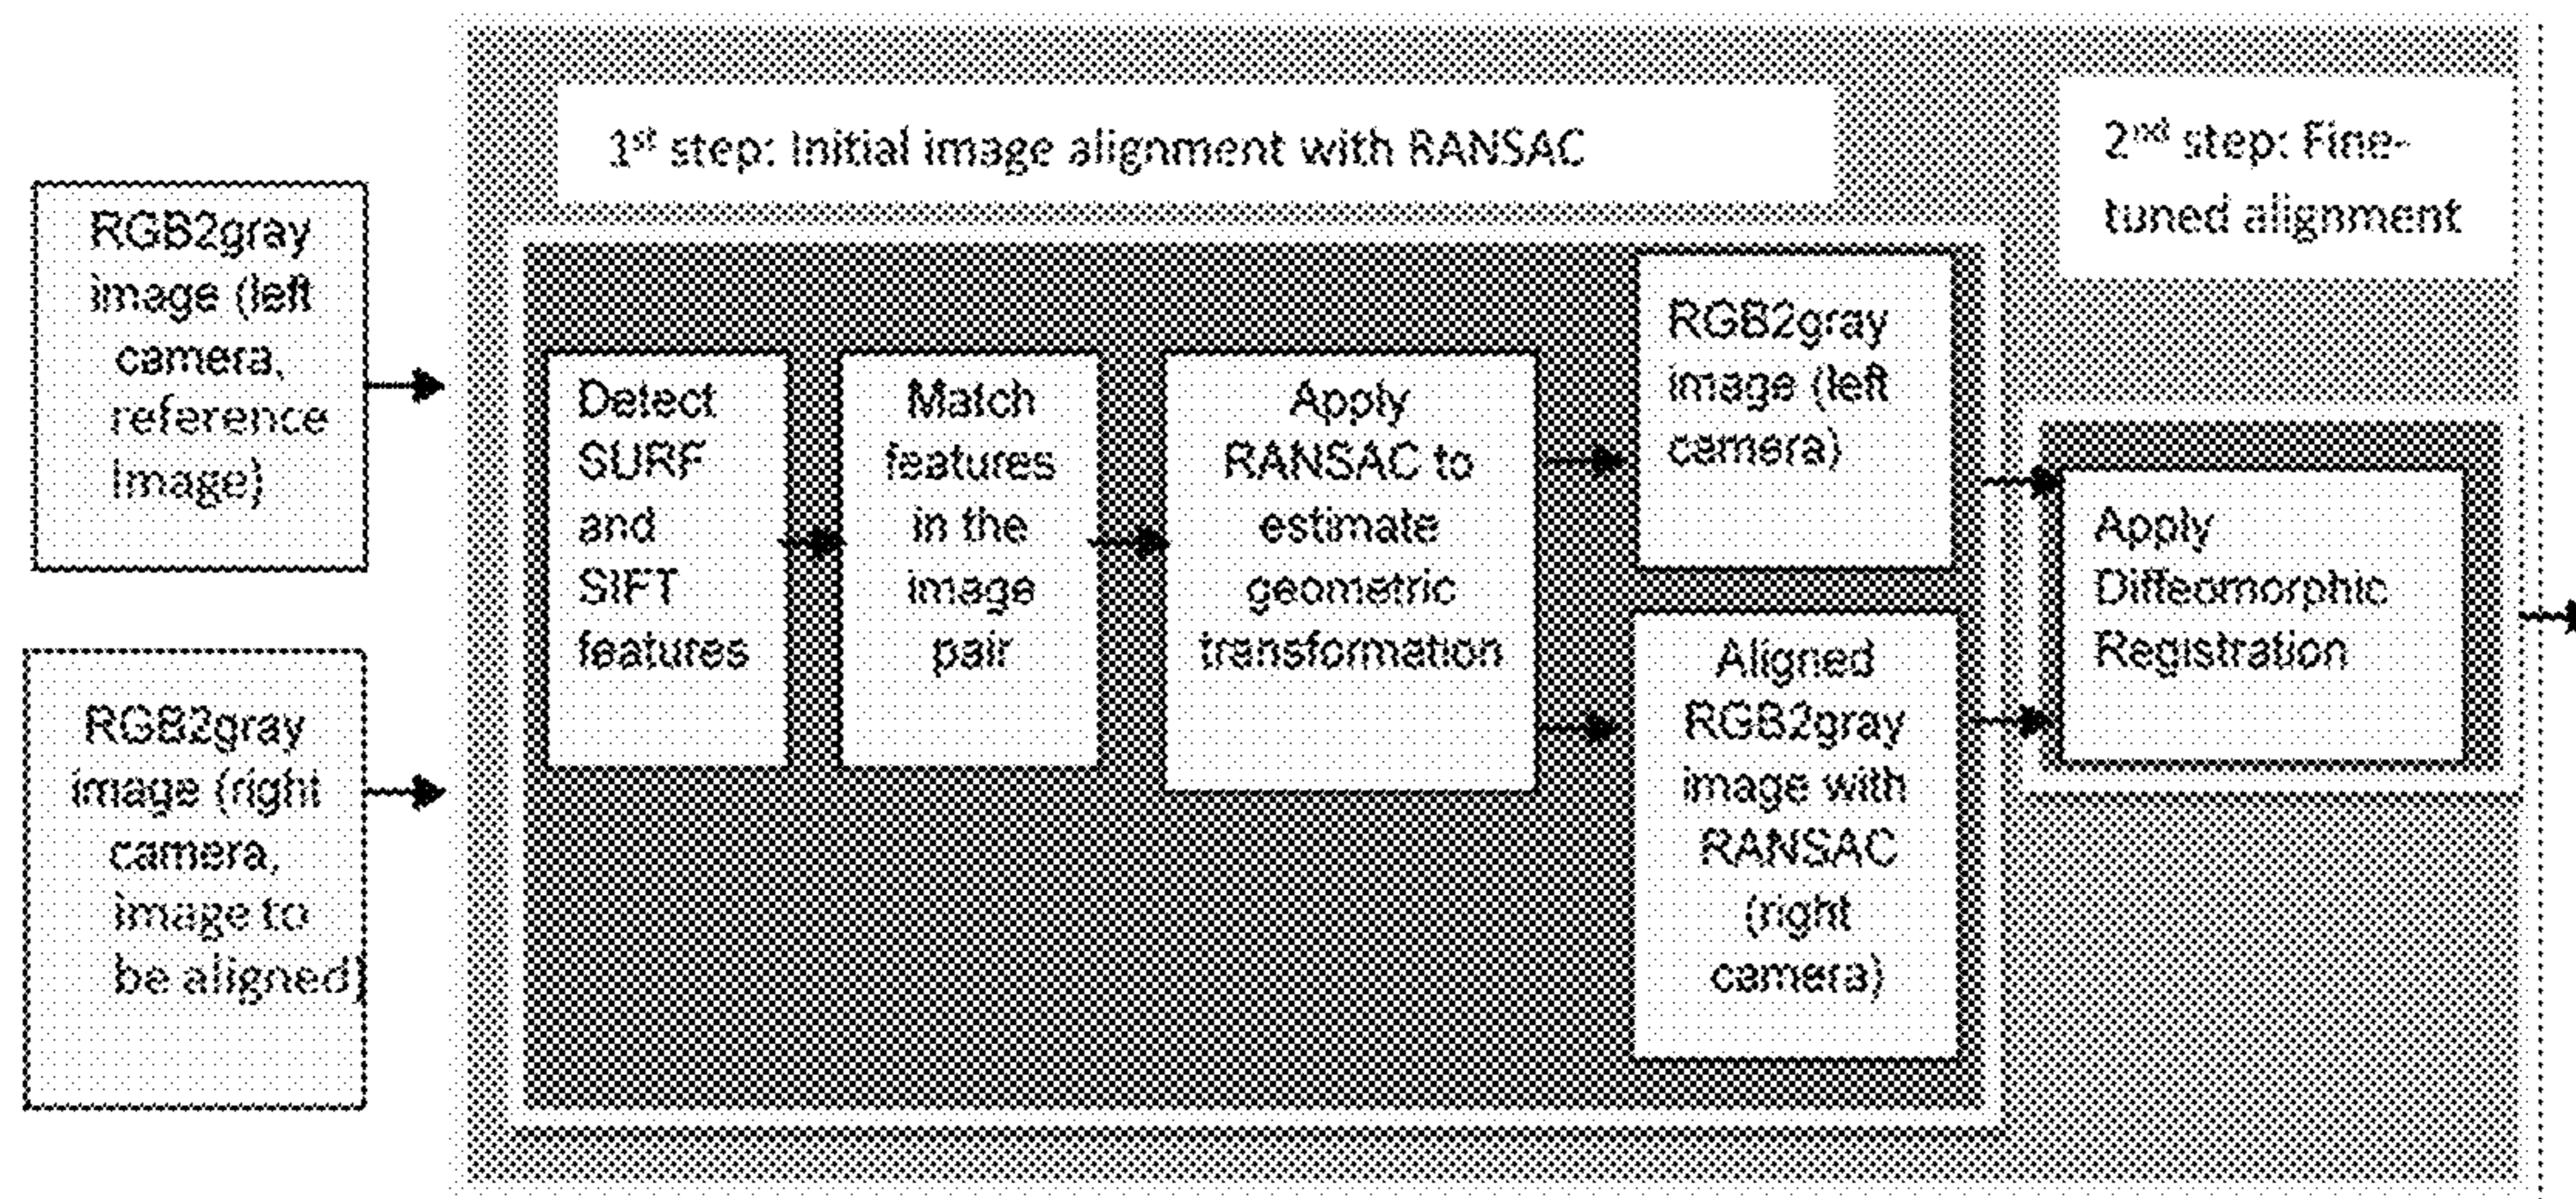 RGB2gray
image (left
camera,
reference
Image)
RGB2gray
image (right
camera,
image to
be aligned)
1st step: Initial image alignment with RANSAC
Detect
SURF
and
SIFT
features
Match
features
in the
image
pair
Apply
RANSAC to
estimate
geometric
transformation
RGB2gray
image (left
camera)
Aligned
RGB2gray
image with
RANSAC
(right
camera)
2nd step: Fine-
tuned alignment
Apply
Diffeomorphic
Registration